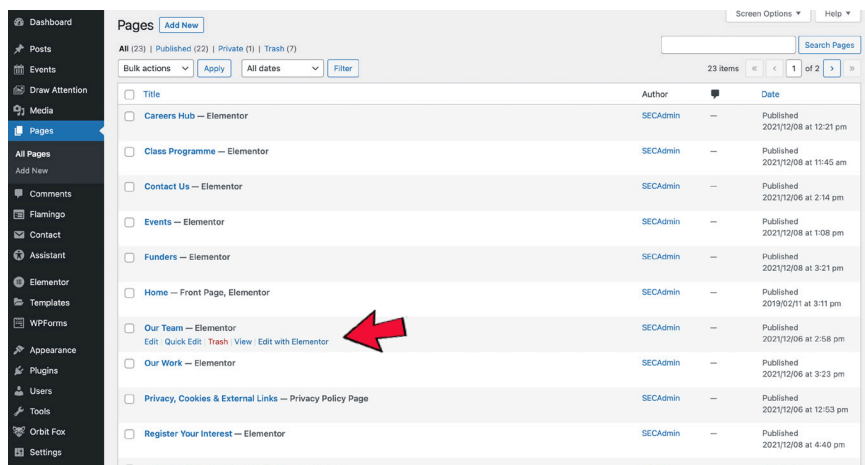 Dashboard
Posts
Events
Draw Attention
Media
Pages
All Pages
Add New
Comments
Flamingo
Contact
Assistant
Elementor
Templates
WPForms
Appearance
Plugins
Users
Tools
Orbit Fox
Settings
Screen Options ▼ Help ▼
Pages Add New
All (23) | Published (22) | Private (1) | Trash (7)
Search Pages
Bulk actions Apply All dates Filter 23 items « ‹ 1 of 2 › »
Title Author Date
Careers Hub — Elementor SECAdmin — Published
2021/12/08 at 12:21 pm
Class Programme — Elementor SECAdmin — Published
2021/12/08 at 11:45 am
Contact Us — Elementor SECAdmin — Published
2021/12/06 at 2:14 pm
Events — Elementor SECAdmin — Published
2021/12/08 at 1:08 pm
Funders — Elementor SECAdmin — Published
2021/12/08 at 3:21 pm
Home — Front Page, Elementor SECAdmin — Published
2019/02/11 at 3:11 pm
Our Team — Elementor SECAdmin — Published
Edit | Quick Edit | Trash | View | Edit with Elementor 2021/12/06 at 2:58 pm
Our Work — Elementor SECAdmin — Published
2021/12/06 at 3:23 pm
Privacy, Cookies & External Links — Privacy Policy Page SECAdmin — Published
2021/12/06 at 12:53 pm
Register Your Interest — Elementor SECAdmin — Published
2021/12/08 at 4:40 pm